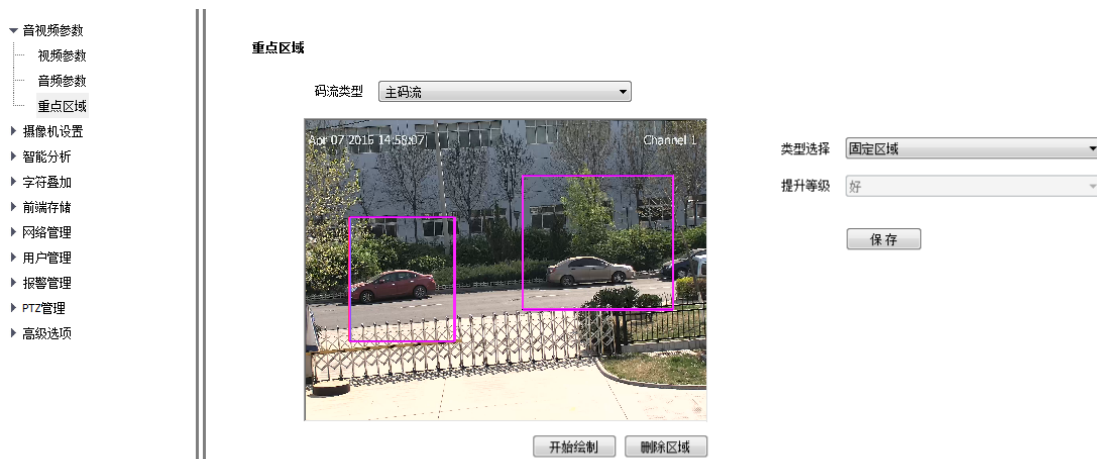 音视频参数
视频参数
音频参数
重点区域
摄像机设置
智能分析
字符叠加
前端存储
网络管理
用户管理
报警管理
PTZ管理
高级选项
重点区域
码流类型 主码流
Apr 07 2016 14:58:07 Channel 1
类型选择 固定区域
提升等级 好
保存
开始绘制 删除区域